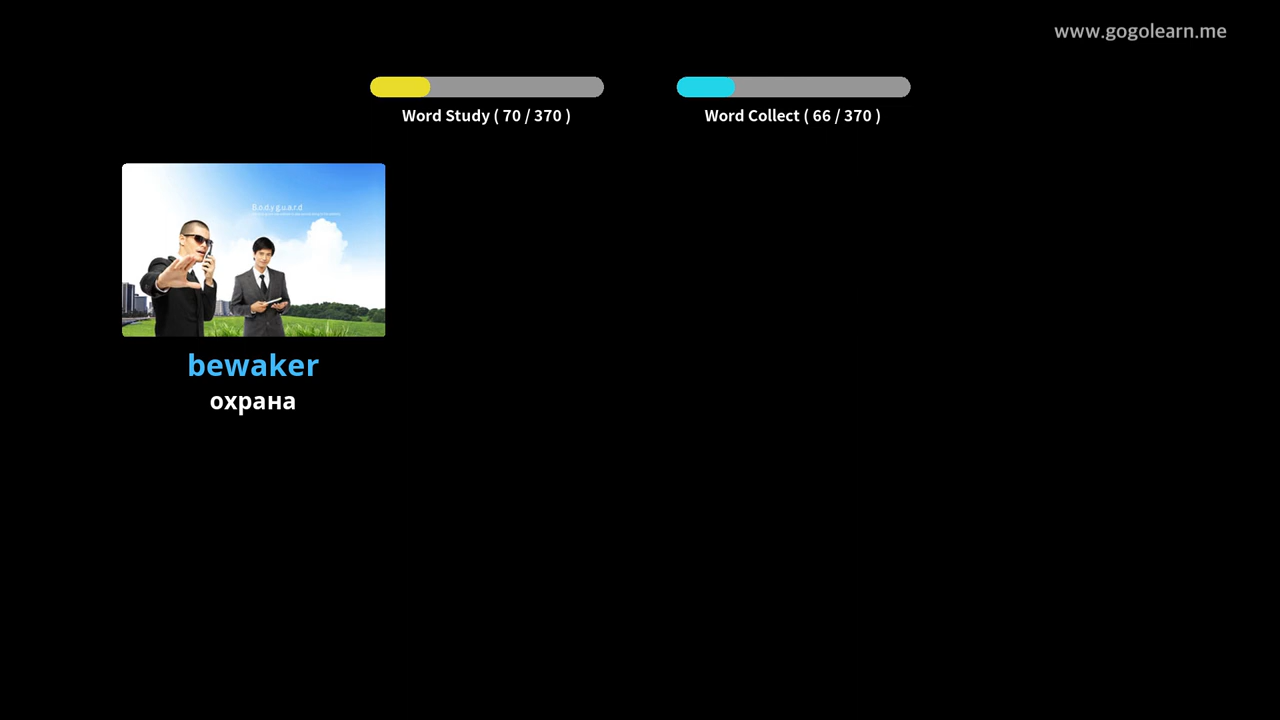 www.gogolearn.me
Word Study ( 70 / 370 )
Word Collect ( 66 / 370 )
Bodyguard
bewaker
охрана